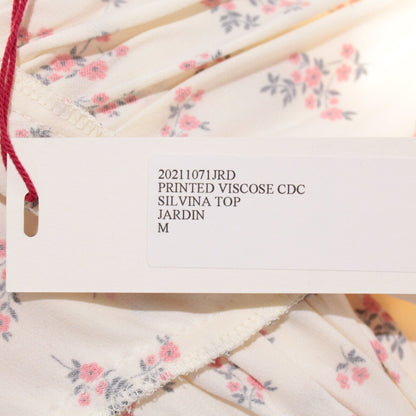 20211071JRD
PRINTED VISCOSE CDC
SILVINA TOP
JARDIN
M